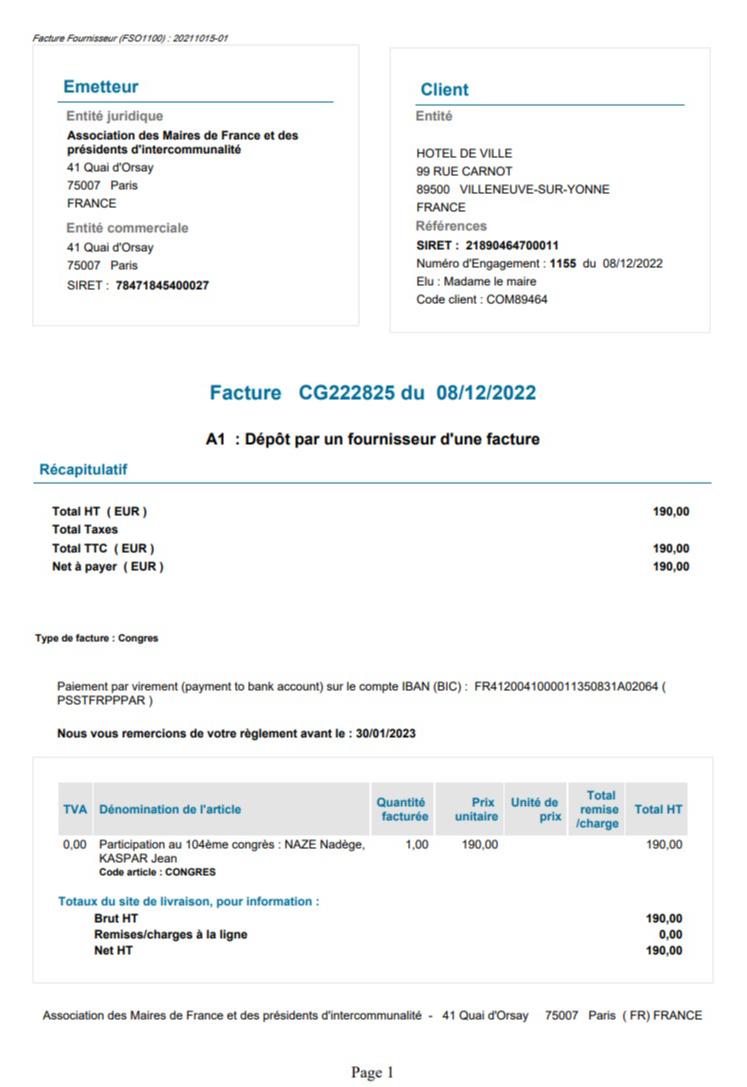 Facture Fournisseur (FSO1100) : 20211015-01
Emetteur
Entité juridique
Association des Maires de France et des
présidents d'intercommunalité
41 Quai d'Orsay
75007 Paris
FRANCE
Entité commerciale
41 Quai d'Orsay
75007 Paris
SIRET : 78471845400027
Client
Entité
HOTEL DE VILLE
99 RUE CARNOT
89500 VILLENEUVE-SUR-YONNE
FRANCE
Références
SIRET : 21890464700011
Numéro d'Engagement : 1155 du 08/12/2022
Elu : Madame le maire
Code client : COM89464
Facture CG222825 du 08/12/2022
A1 : Dépôt par un fournisseur d'une facture
Récapitulatif
Total HT ( EUR ) 190,00
Total Taxes
Total TTC ( EUR ) 190,00
Net à payer ( EUR ) 190,00
Type de facture : Congres
Paiement par virement (payment to bank account) sur le compte IBAN (BIC) : FR4120041000011350831A02064 (
PSSTFRPPPAR )
Nous vous remercions de votre règlement avant le : 30/01/2023
TVA Dénomination de l'article Quantité facturée Prix unitaire Unité de prix Total remise /charge Total HT
0,00 Participation au 104ème congrès : NAZE Nadège, 1,00 190,00 190,00
KASPAR Jean
Code article : CONGRES
Totaux du site de livraison, pour information :
Brut HT 190,00
Remises/charges à la ligne 0,00
Net HT 190,00
Association des Maires de France et des présidents d'intercommunalité - 41 Quai d'Orsay 75007 Paris ( FR) FRANCE
Page 1